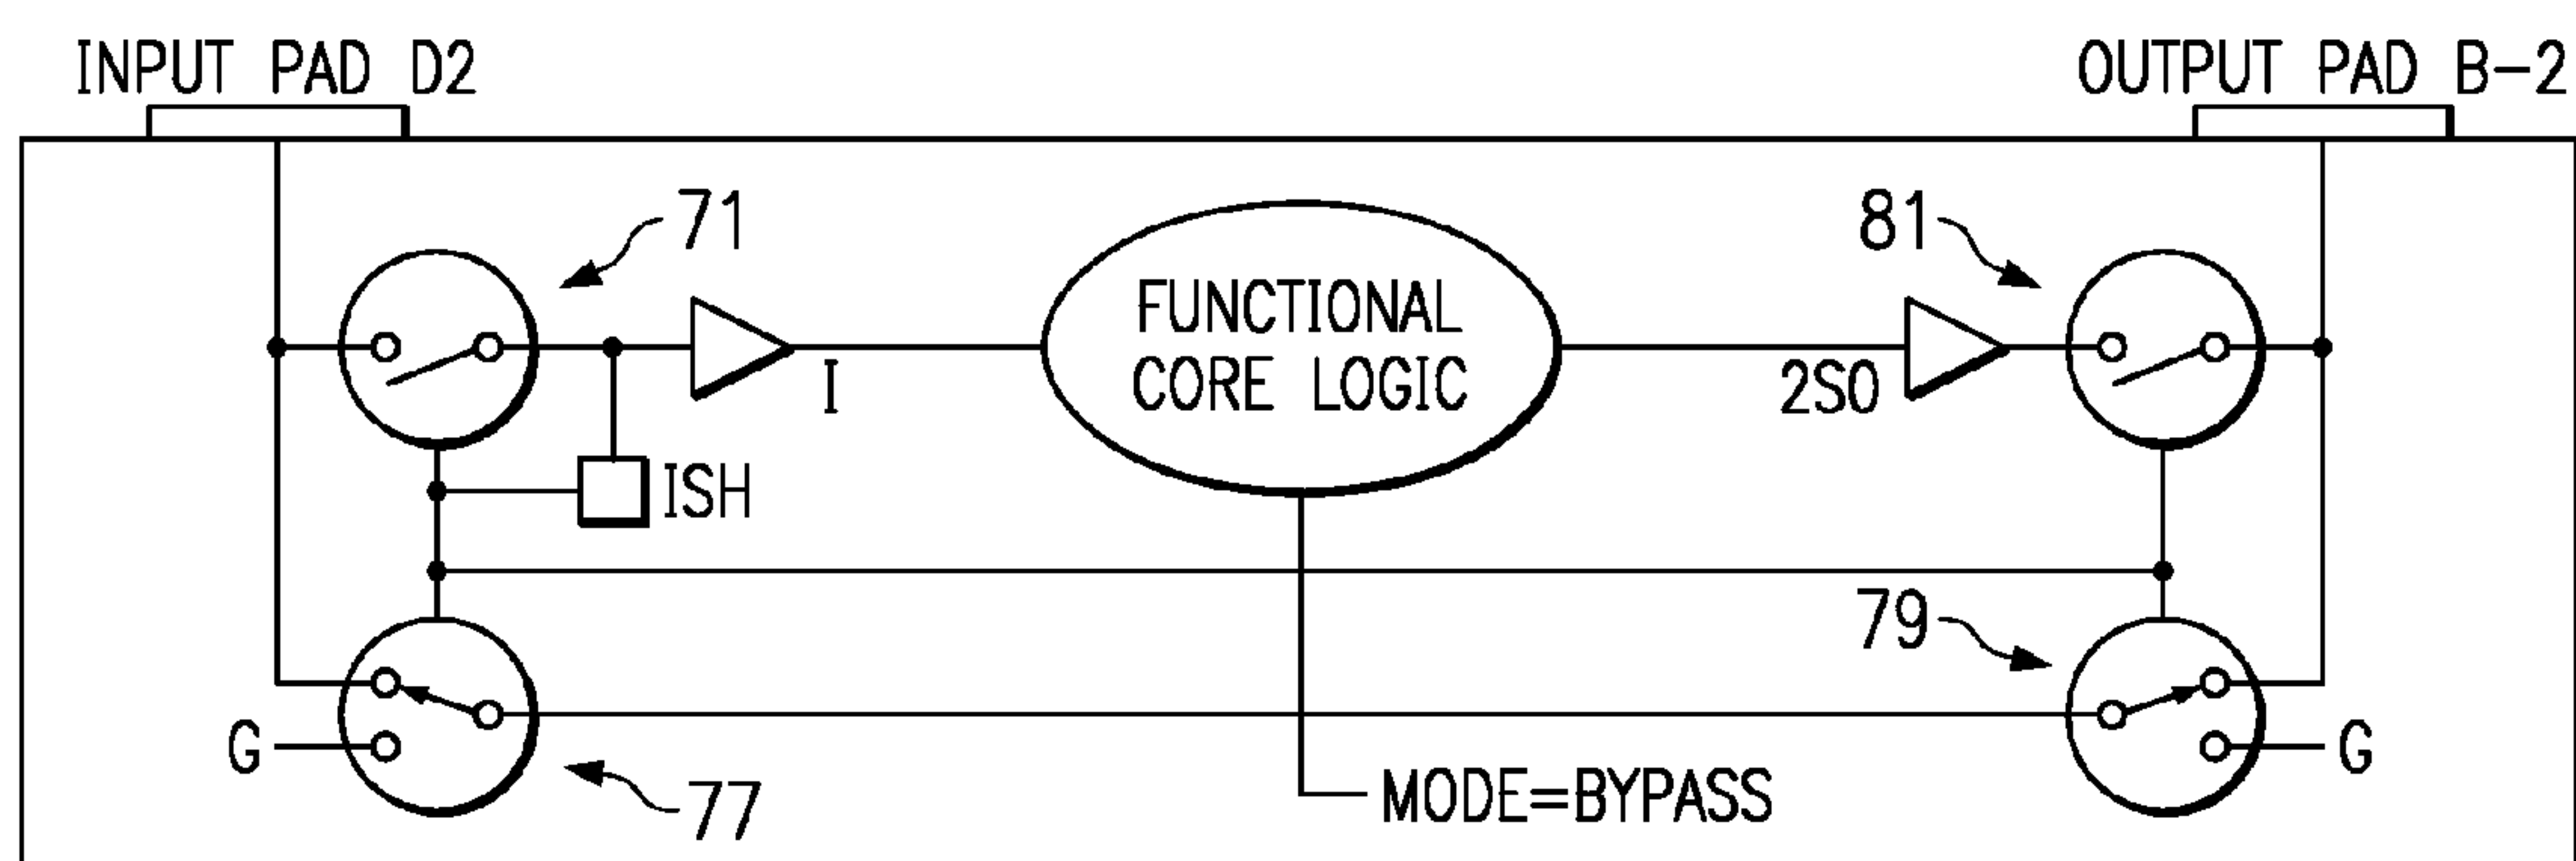 INPUT PAD D2
OUTPUT PAD B-2
71
81
FUNCTIONAL
CORE LOGIC
I
2SO
ISH
79
G
G
MODE=BYPASS
77